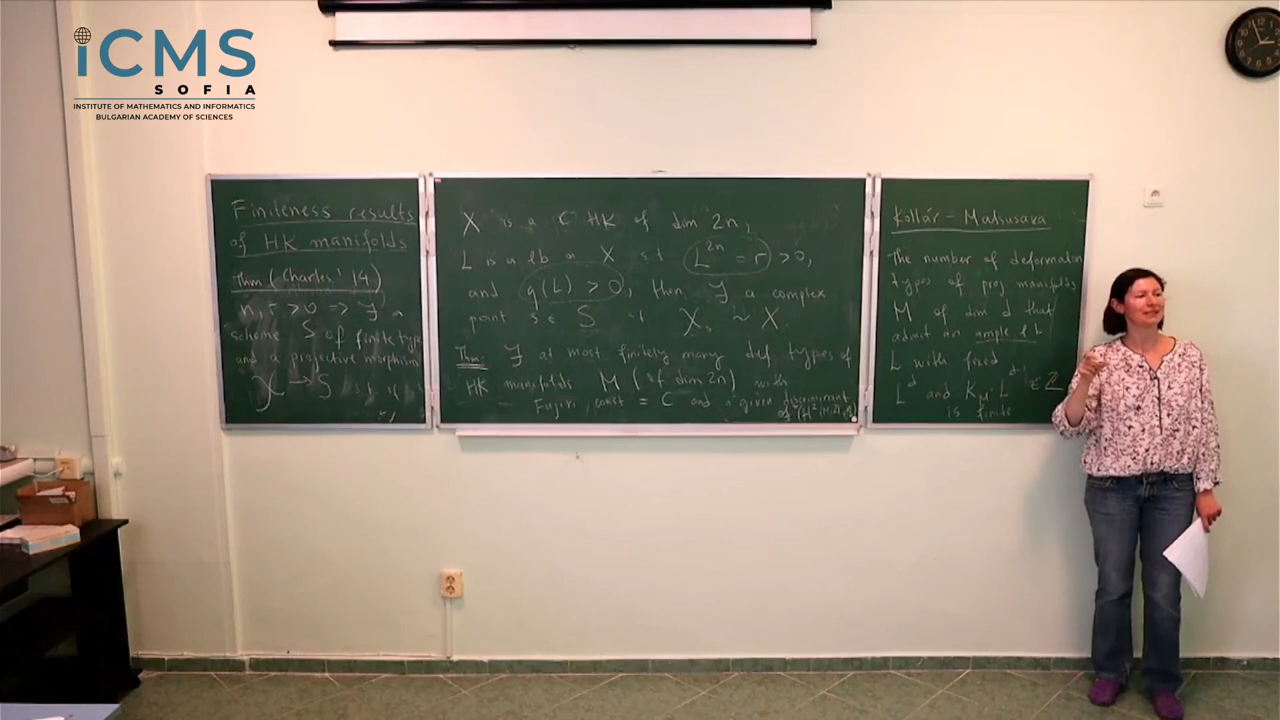 iCMS
SOFIA
INSTITUTE OF MATHEMATICS AND INFORMATICS
BULGARIAN ACADEMY OF SCIENCES
Finiteness results
of HK manifolds
Thm (Charles' 14)
n, r > 0 => ∃ a
scheme S of finite type
and a projective morphism
𝒳 → S
X is a C HK of dim 2n,
L is a lb on X st L^{2n} = r > 0,
and q(L) > 0, then ∃ a complex
point s ∈ S st X_s ~ X.
Thm: ∃ at most finitely many def types of
HK manifolds M (of dim 2n) with
Fujiki const = C and a given discriminant
of (H²(M,Z), q)
Kollár - Matsusaka
The number of deformation
types of proj manifolds
M of dim d that
admit an ample lb
L with fixed
L^d and K_M·L^{d-1} ∈ Z
is finite